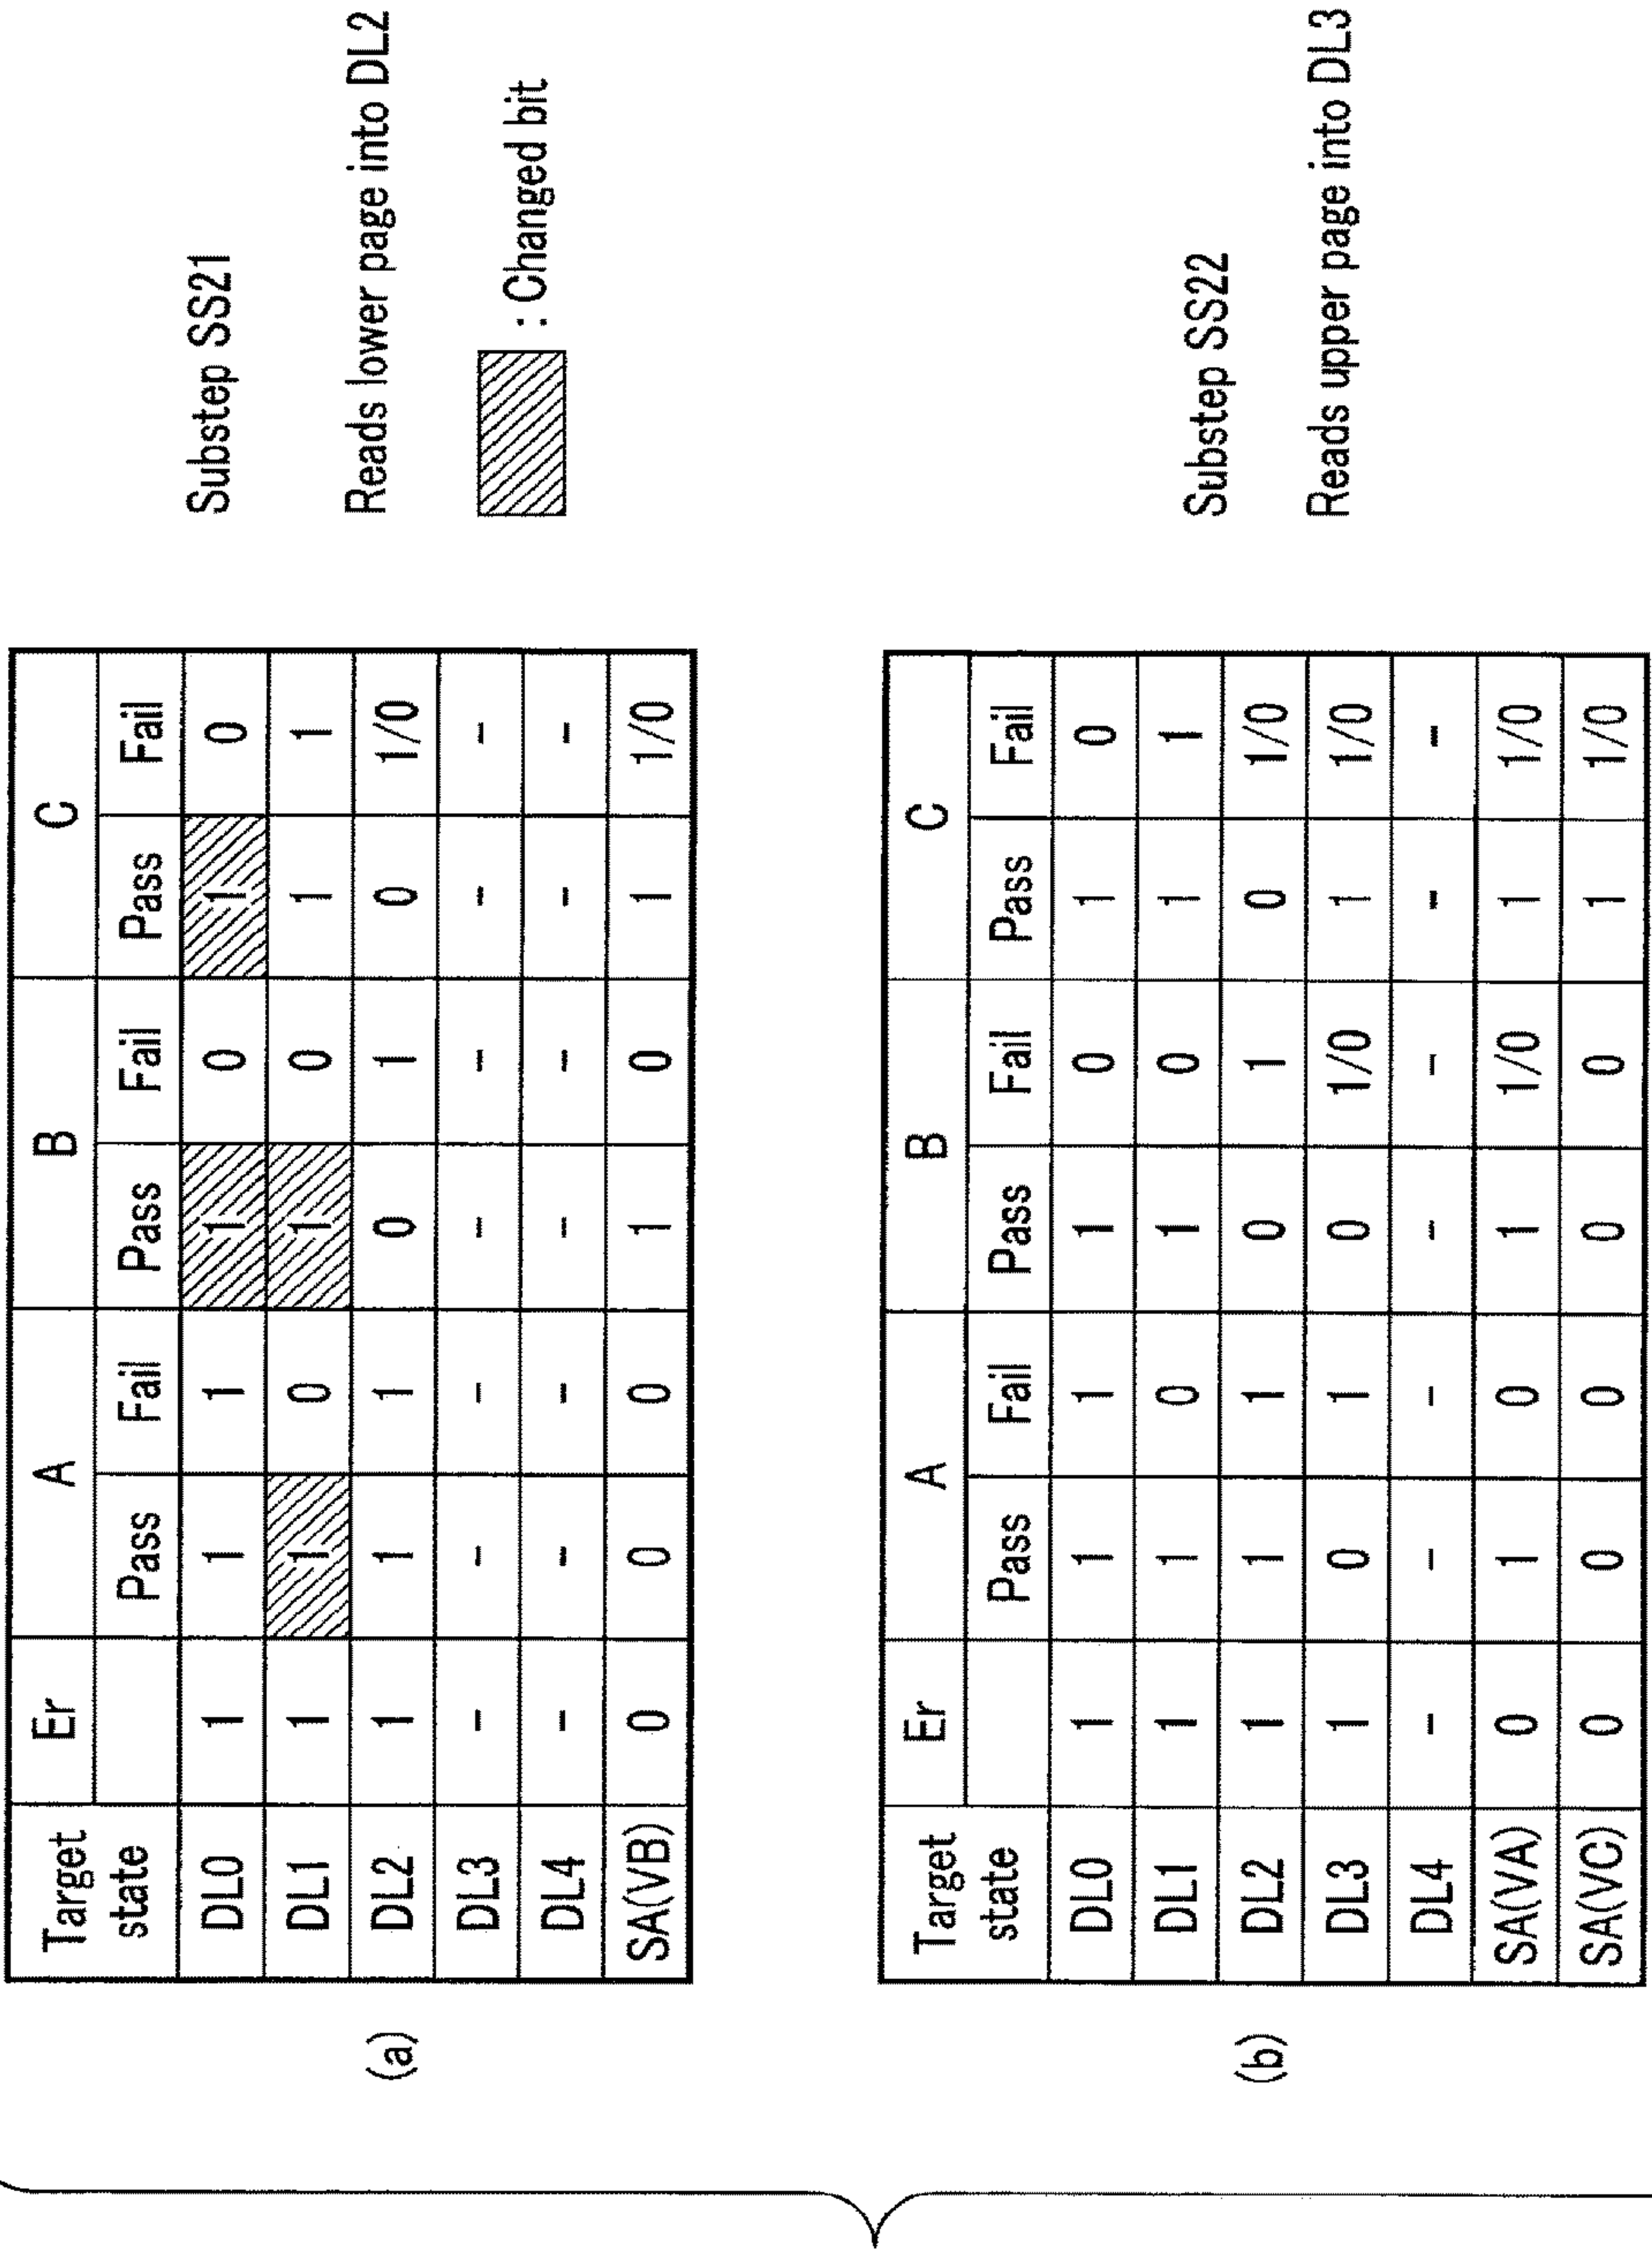 (a)
Target state Er A B C
Pass Fail Pass Fail Pass Fail
DL0 1 1 1 1 0 1 0
DL1 1 1 0 1 0 1 1
DL2 1 1 1 0 1 0 1/0
DL3 - - - - - - -
DL4 - - - - - - -
SA(VB) 0 0 0 1 0 1 1/0
Substep SS21
Reads lower page into DL2
: Changed bit
(b)
Target state Er A B C
Pass Fail Pass Fail Pass Fail
DL0 1 1 1 1 0 1 0
DL1 1 1 0 1 0 1 1
DL2 1 1 1 0 1 0 1/0
DL3 1 0 1 0 1/0 1 1/0
DL4 - - - - - - -
SA(VA) 0 1 0 1 1/0 1 1/0
SA(VC) 0 0 0 0 0 1 1/0
Substep SS22
Reads upper page into DL3